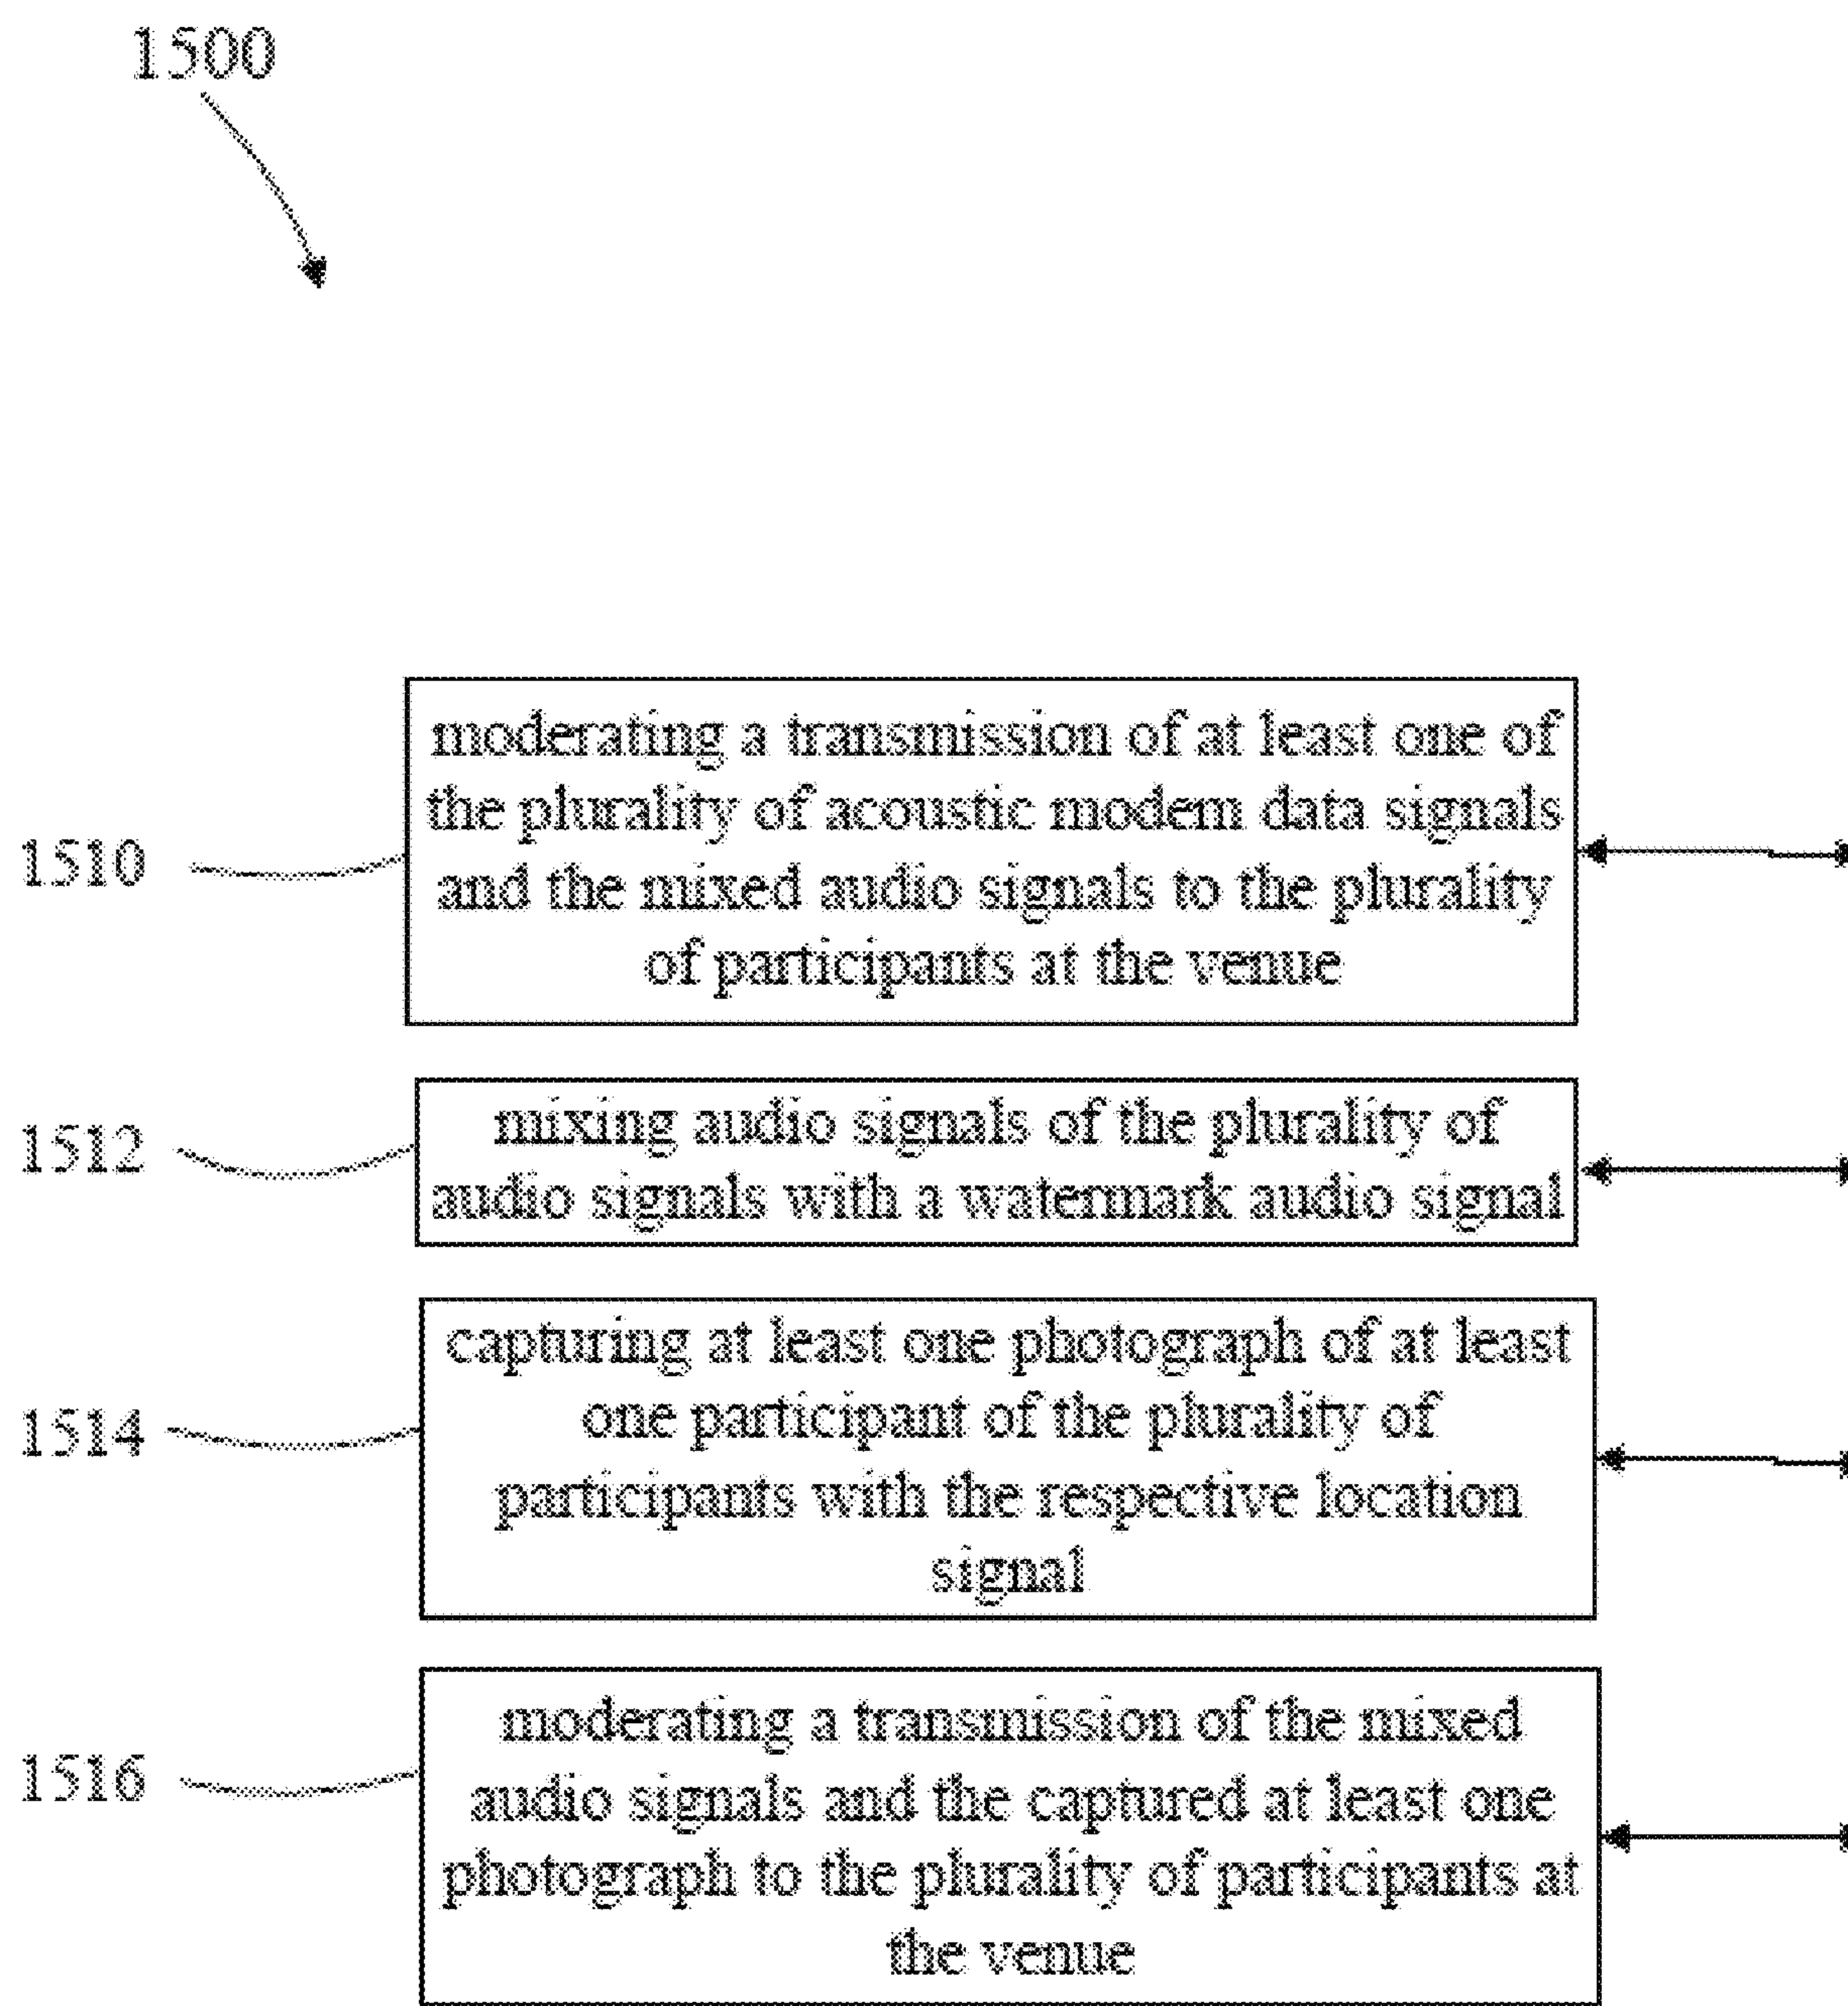 1500
moderating a transmission of at least one of
the plurality of acoustic modem data signals
1510
and the mixed audio signals to the plurality
of participants at the venue
mixing audio signals of the plurality of
1512
audio signals with a watermark audio signal
capturing at least one photograph of at least
one participant of the plurality of
1514
participants with the respective location
signal
moderating a transmission of the mixed
1516
audio signals and the captured at least one
photograph to the plurality of participants at
the venue